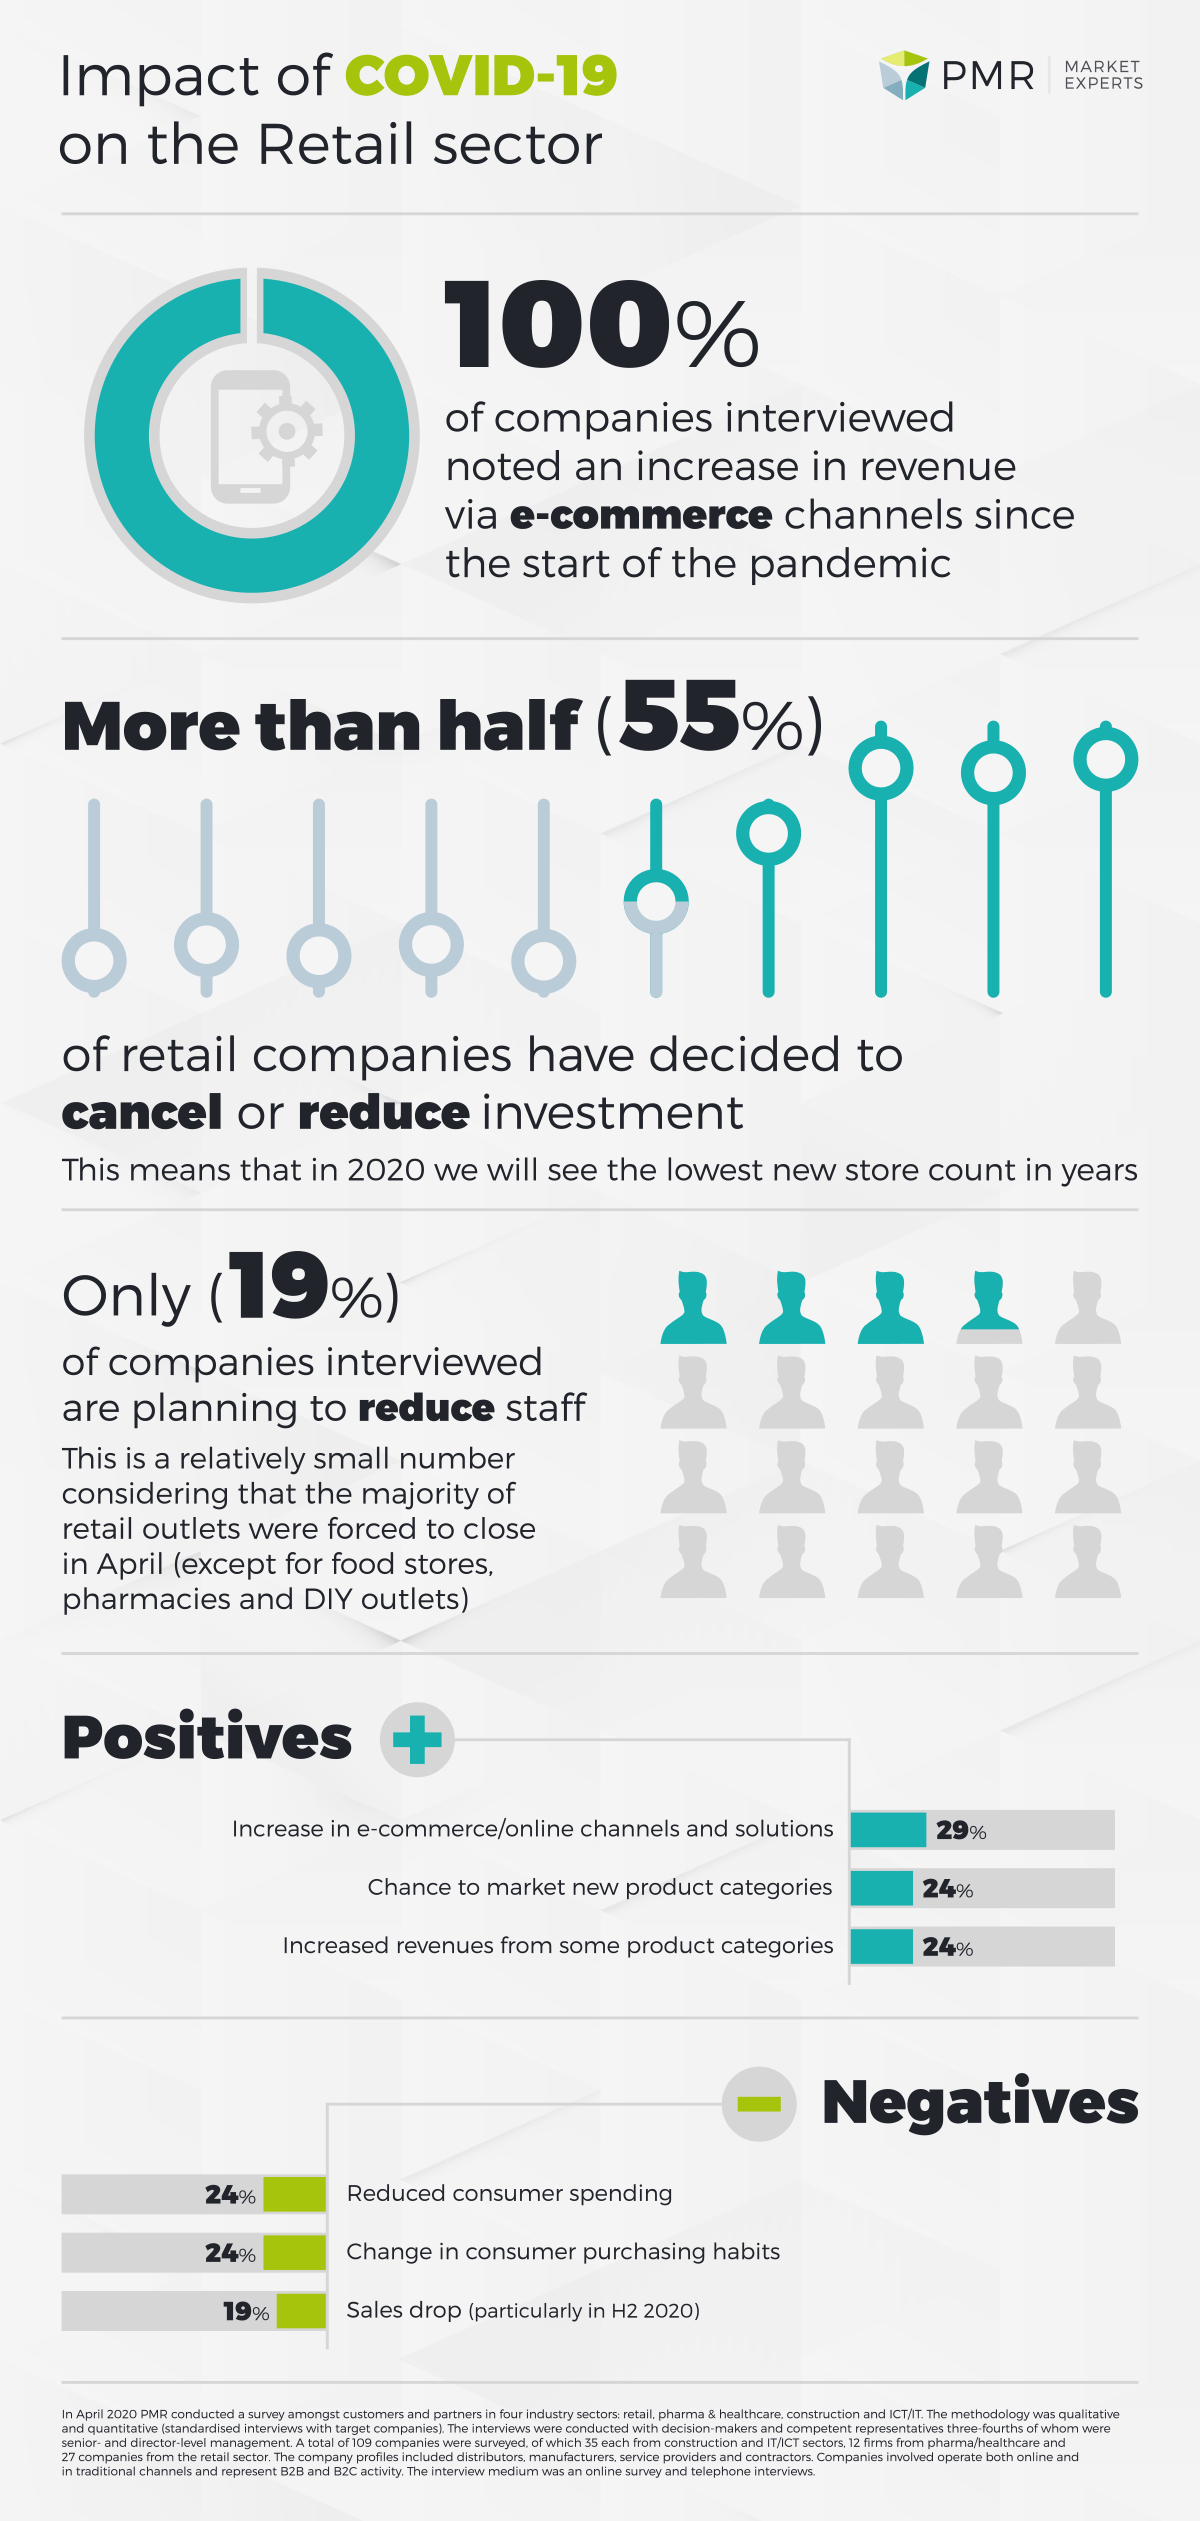 Impact of COVID-19
on the Retail sector
PMR
MARKET
EXPERTS
100%
of companies interviewed
noted an increase in revenue
via e-commerce channels since
the start of the pandemic
More than half (55%)
of retail companies have decided to
cancel or reduce investment
This means that in 2020 we will see the lowest new store count in years
Only (19%)
of companies interviewed
are planning to reduce staff
This is a relatively small number
considering that the majority of
retail outlets were forced to close
in April (except for food stores,
pharmacies and DIY outlets)
Positives
Increase in e-commerce/online channels and solutions 29%
Chance to market new product categories 24%
Increased revenues from some product categories 24%
Negatives
24% Reduced consumer spending
24% Change in consumer purchasing habits
19% Sales drop (particularly in H2 2020)
In April 2020 PMR conducted a survey amongst customers and partners in four industry sectors: retail, pharma & healthcare, construction and ICT/IT. The methodology was qualitative
and quantitative (standardised interviews with target companies). The interviews were conducted with decision-makers and competent representatives three-fourths of whom were
senior- and director-level management. A total of 109 companies were surveyed, of which 35 each from construction and IT/ICT sectors, 12 firms from pharma/healthcare and
27 companies from the retail sector. The company profiles included distributors, manufacturers, service providers and contractors. Companies involved operate both online and
in traditional channels and represent B2B and B2C activity. The interview medium was an online survey and telephone interviews.